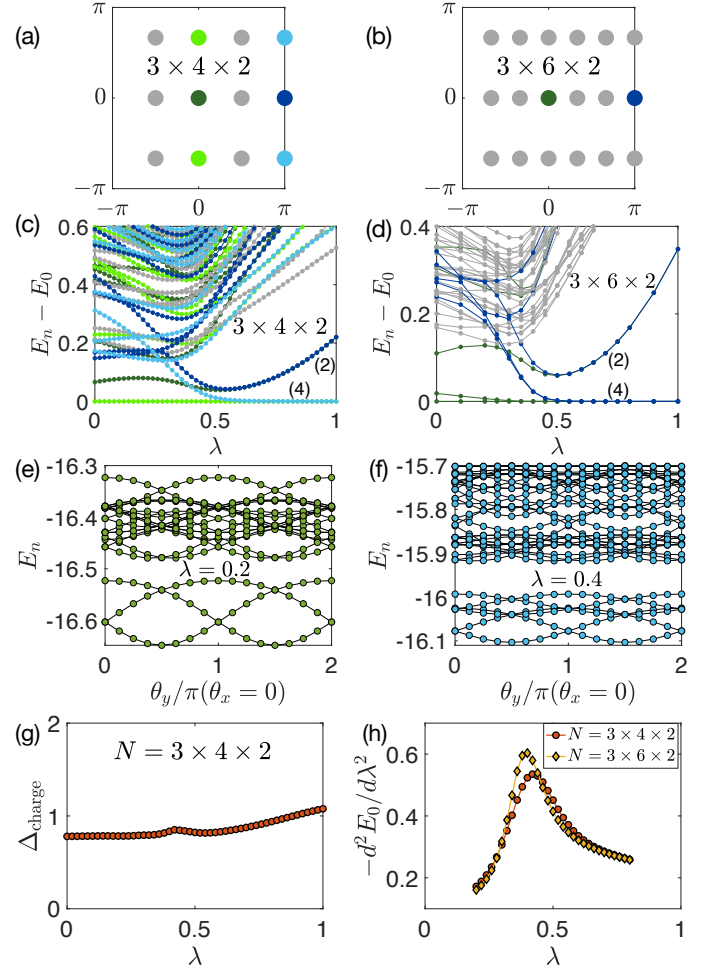 (a)
π
0
−π
3 × 4 × 2
−π
0
π
(b)
π
0
−π
3 × 6 × 2
−π
0
π
(c)
E_n − E_0
0.6
0.4
0.2
0
3 × 4 × 2
(2)
(4)
0
0.5
1
λ
(d)
E_n − E_0
0.4
0.2
0
3 × 6 × 2
(2)
(4)
0
0.5
1
λ
(e)
E_n
-16.3
-16.4
-16.5
-16.6
λ = 0.2
0
1
2
θ_y/π(θ_x = 0)
(f)
E_n
-15.7
-15.8
-15.9
-16
-16.1
λ = 0.4
0
1
2
θ_y/π(θ_x = 0)
(g)
Δ_charge
2
1
0
N = 3 × 4 × 2
0
0.5
1
λ
(h)
−d²E_0/dλ²
0.6
0.4
0.2
N = 3 × 4 × 2
N = 3 × 6 × 2
0
0.5
1
λ